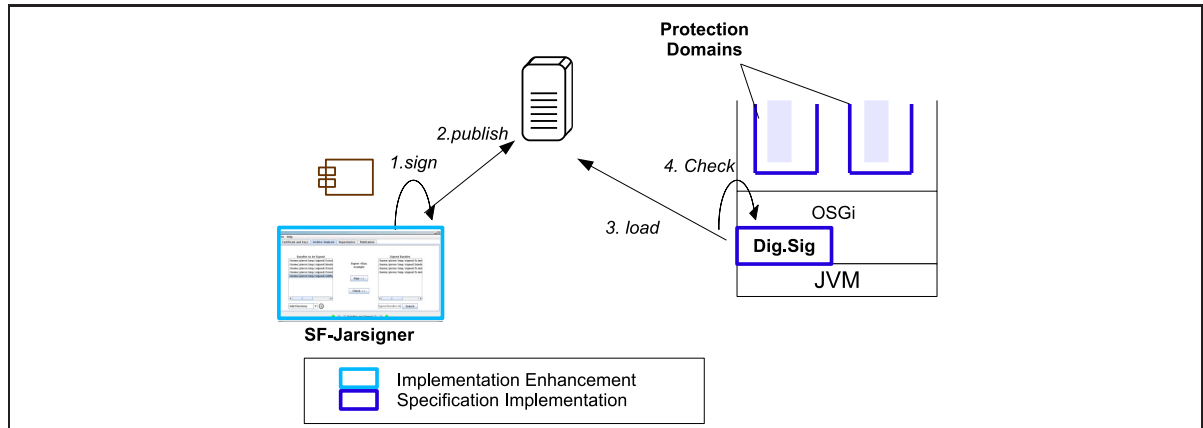 Protection
Domains
2.publish
1.sign
4. Check
OSGi
3. load
Dig.Sig
JVM
SF-Jarsigner
Implementation Enhancement
Specification Implementation